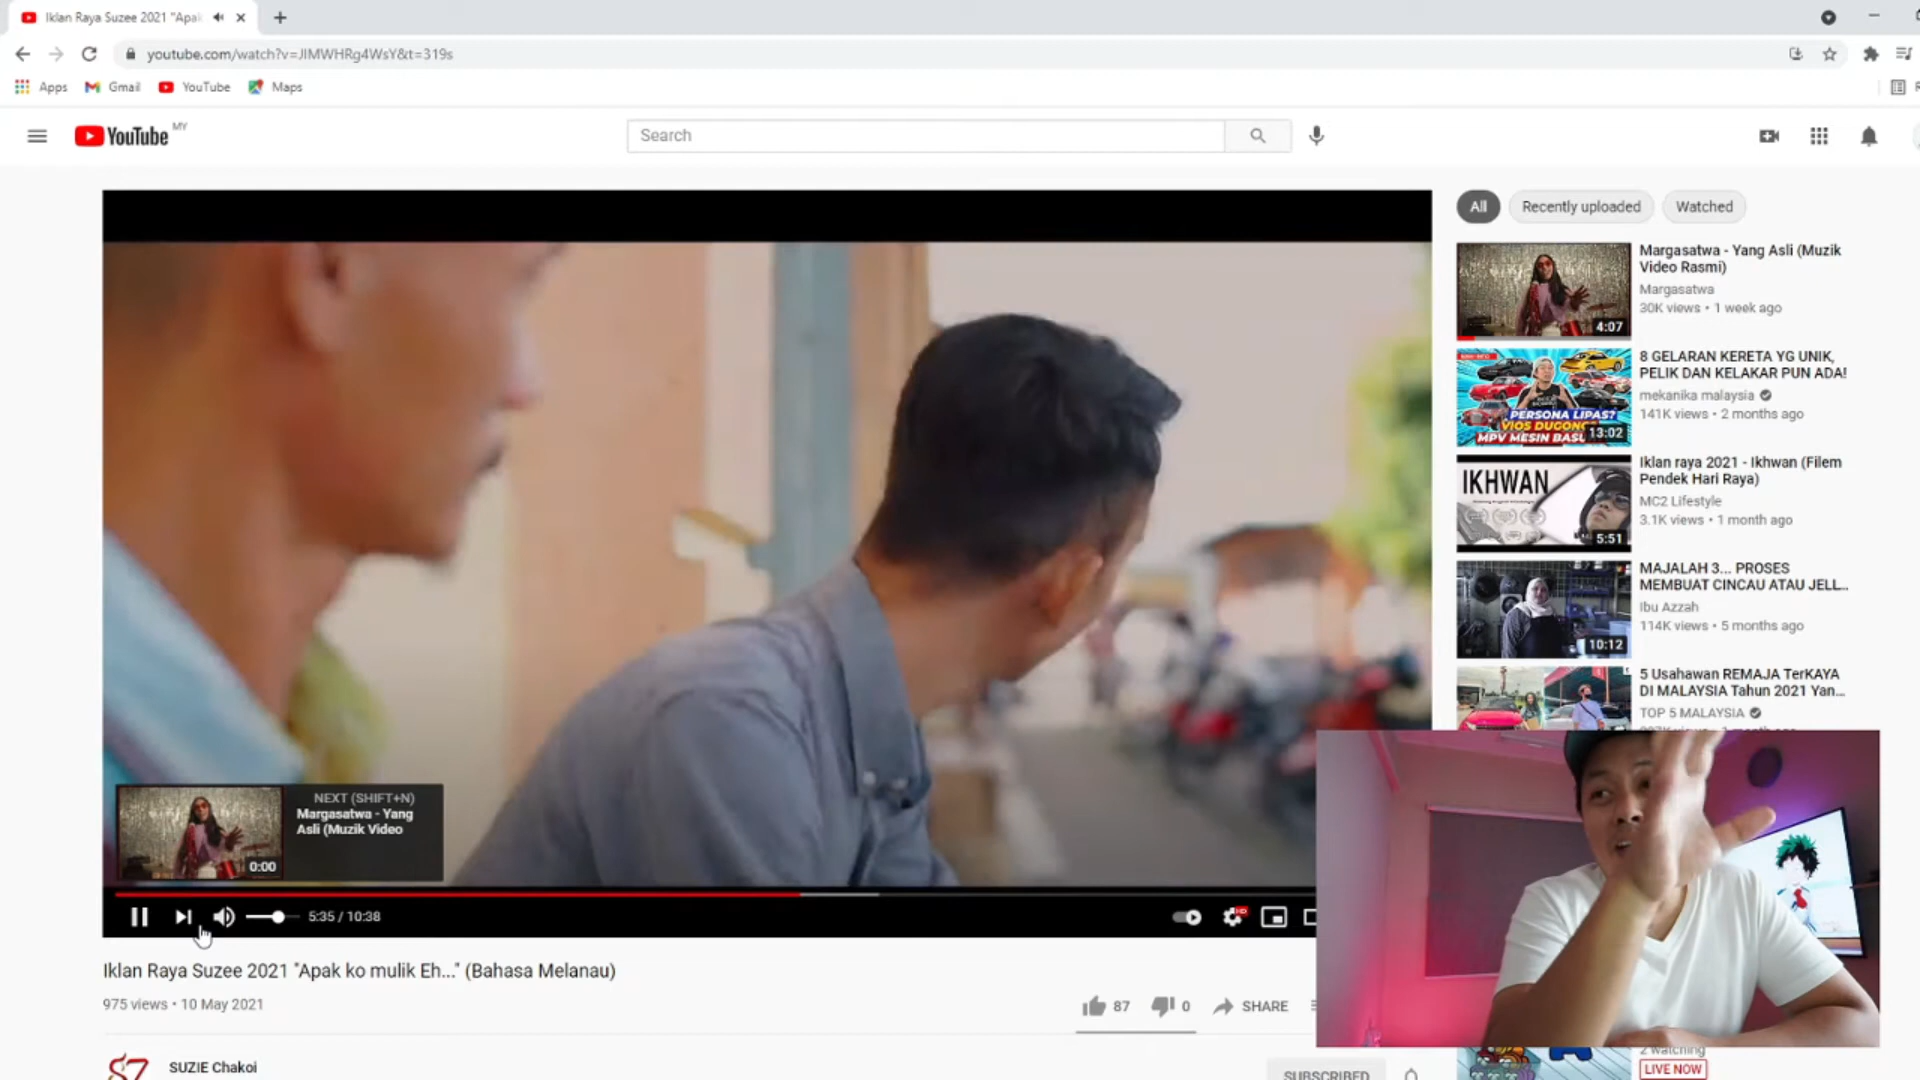 Iklan Raya Suzee 2021 "Apak
youtube.com/watch?v=JIMWHRg4WsY&t=319s
Apps
Gmail
YouTube
Maps
YouTube MY
Search
All
Recently uploaded
Watched
Margasatwa - Yang Asli (Muzik
Video Rasmi)
Margasatwa
30K views • 1 week ago
4:07
8 GELARAN KERETA YG UNIK,
PELIK DAN KELAKAR PUN ADA!
mekanika malaysia
141K views • 2 months ago
PERSONA LIPAS?
VIOS DUGONG
MPV MESIN BASU
13:02
Iklan raya 2021 - Ikhwan (Filem
Pendek Hari Raya)
MC2 Lifestyle
3.1K views • 1 month ago
IKHWAN
5:51
MAJALAH 3... PROSES
MEMBUAT CINCAU ATAU JELL...
Ibu Azzah
114K views • 5 months ago
10:12
5 Usahawan REMAJA TerKAYA
DI MALAYSIA Tahun 2021 Yan...
TOP 5 MALAYSIA
NEXT (SHIFT+N)
Margasatwa - Yang
Asli (Muzik Video
0:00
5:35 / 10:38
HD
Iklan Raya Suzee 2021 "Apak ko mulik Eh..." (Bahasa Melanau)
975 views • 10 May 2021
87
0
SHARE
SUZIE Chakoi
SUBSCRIBED
2 watching
LIVE NOW